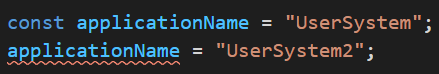 const applicationName = "UserSystem";
applicationName = "UserSystem2";